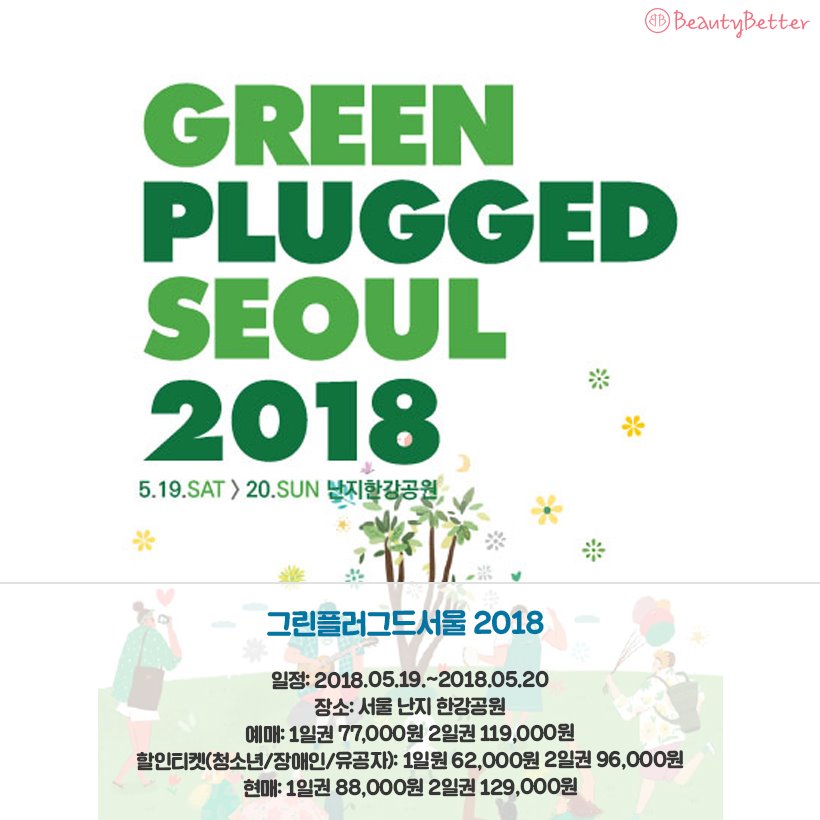 BB BeautyBetter
GREEN
PLUGGED
SEOUL
2018
5.19.SAT > 20.SUN 난지한강공원
그린플러그드서울 2018
일정: 2018.05.19.~2018.05.20
장소: 서울 난지 한강공원
예매: 1일권 77,000원 2일권 119,000원
할인티켓(청소년/장애인/유공자): 1일원 62,000원 2일권 96,000원
현매: 1일권 88,000원 2일권 129,000원